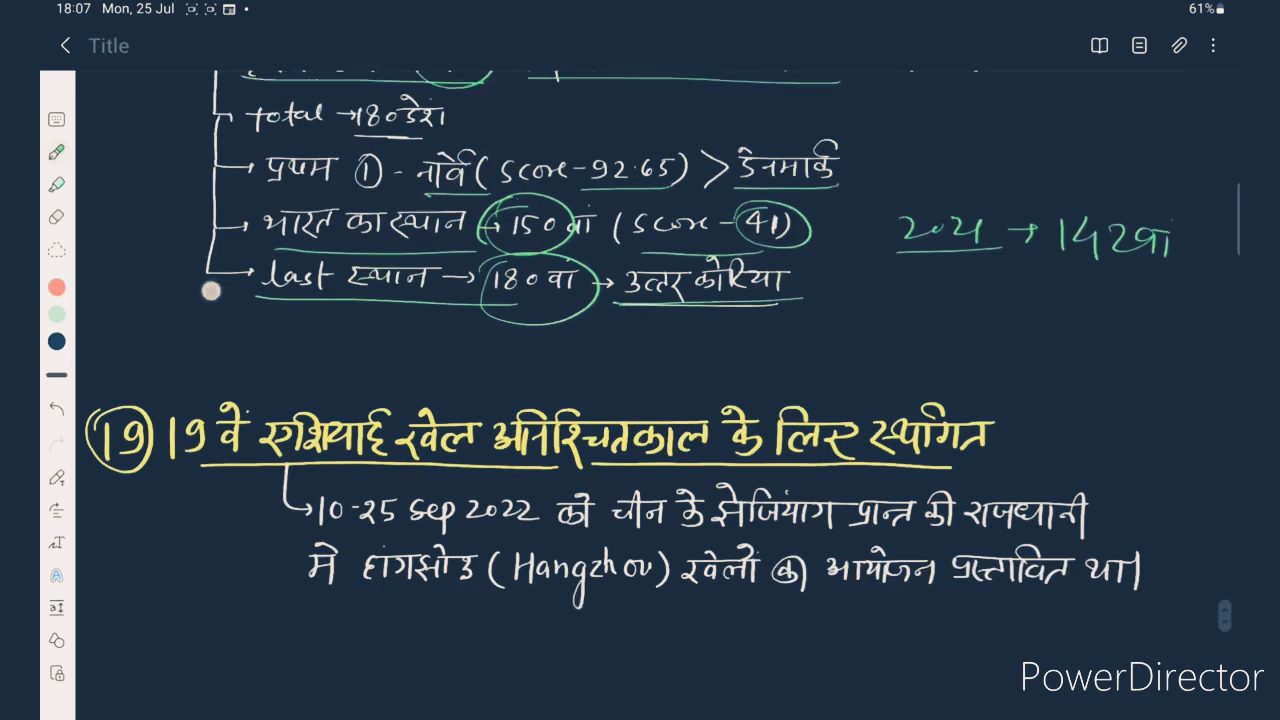 18:07 Mon, 25 Jul
61%
Title
total → 180 देश
प्रथम ① - नॉर्वे (Score-92.65) > डेनमार्क
भारत का स्थान → 150 वां (Score-41)
2021 → 142वां
last स्थान → 180 वां → उत्तर कोरिया
19 19 वें एशियाई खेल अनिश्चितकाल के लिए स्थगित
10-25 Sep 2022 को चीन के झेजियांग प्रान्त की राजधानी
मे हांगझोउ (Hangzhou) खेलों का आयोजन प्रस्तावित था।
PowerDirector